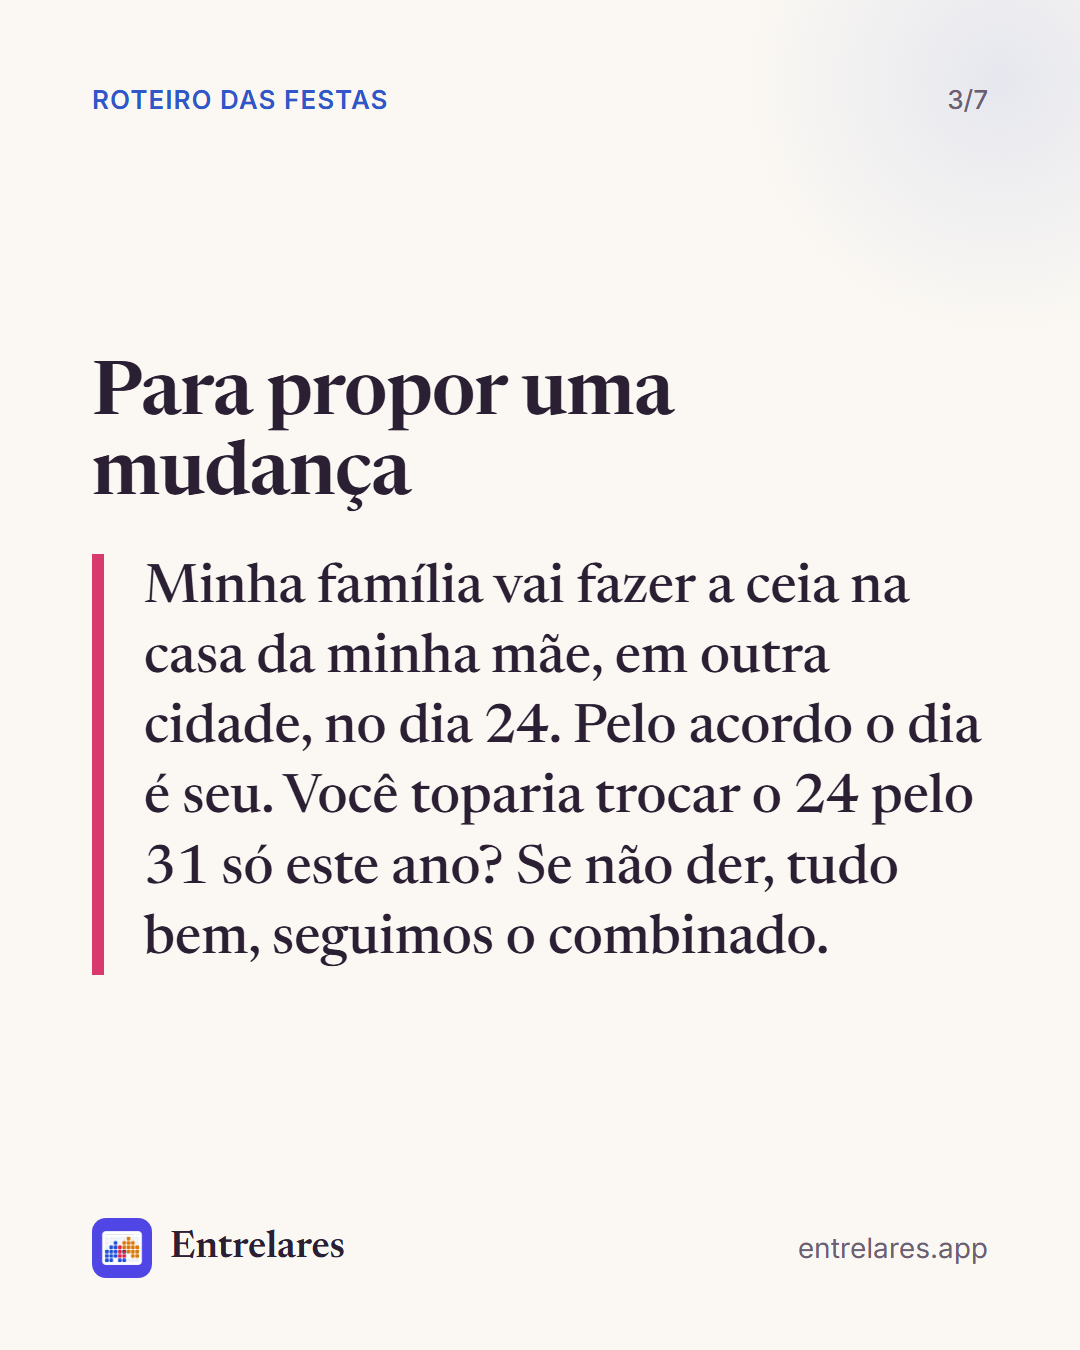 ROTEIRO DAS FESTAS
3/7
Para propor uma
mudança
Minha família vai fazer a ceia na
casa da minha mãe, em outra
cidade, no dia 24. Pelo acordo o dia
é seu. Você toparia trocar o 24 pelo
31 só este ano? Se não der, tudo
bem, seguimos o combinado.
Entrelares
entrelares.app